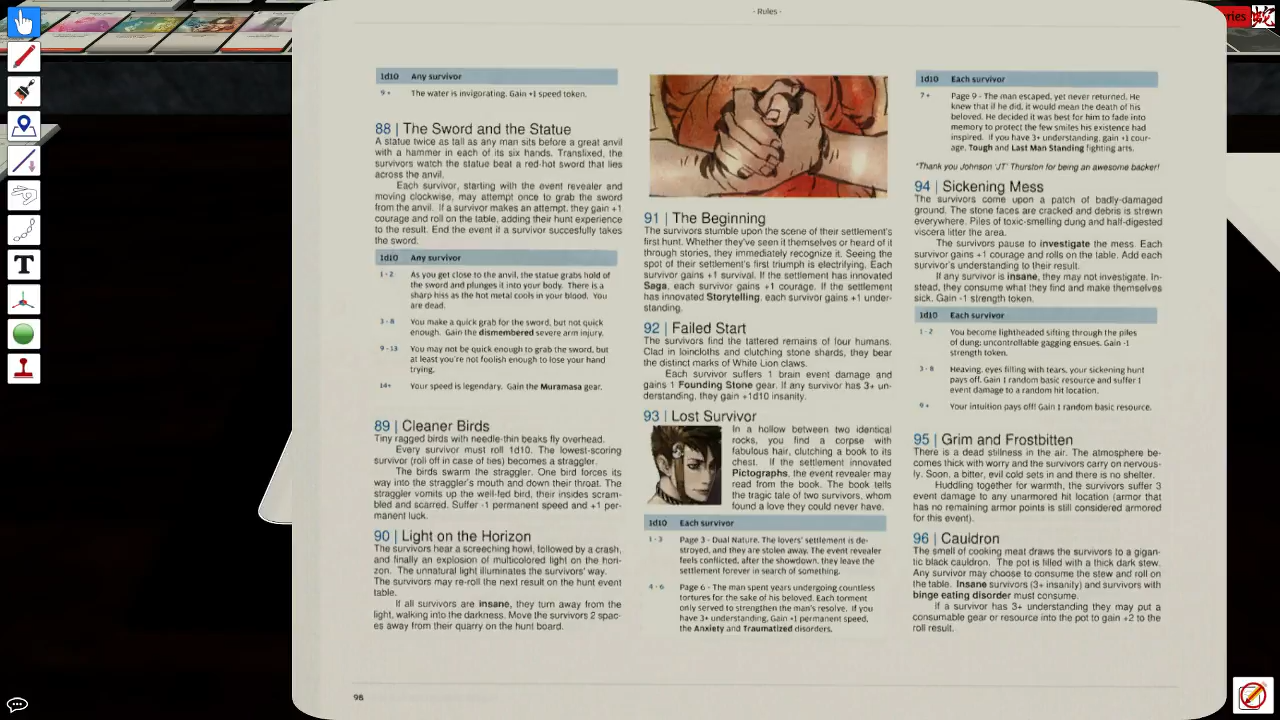 - Rules -
ries
1d10 Any survivor
9+ The water is invigorating. Gain +1 speed token.
88 | The Sword and the Statue
A statue twice as tall as any man sits before a great anvil
with a hammer in each of its six hands. Transfixed, the
survivors watch the statue beat a red-hot sword that lies
across the anvil.
Each survivor, starting with the event revealer and
moving clockwise, may attempt once to grab the sword
from the anvil. If a survivor makes an attempt, they gain +1
courage and roll on the table, adding their hunt experience
to the result. End the event if a survivor succesfully takes
the sword.
1d10 Any survivor
1 - 2 As you get close to the anvil, the statue grabs hold of
the sword and plunges it into your body. There is a
sharp hiss as the hot metal cools in your blood. You
are dead.
3 - 8 You make a quick grab for the sword, but not quick
enough. Gain the dismembered severe arm injury.
9 - 13 You may not be quick enough to grab the sword, but
at least you're not foolish enough to lose your hand
trying.
14+ Your speed is legendary. Gain the Muramasa gear.
89 | Cleaner Birds
Tiny ragged birds with needle-thin beaks fly overhead.
Every survivor must roll 1d10. The lowest-scoring
survivor (roll off in case of ties) becomes a straggler.
The birds swarm the straggler. One bird forces its
way into the straggler's mouth and down their throat. The
straggler vomits up the well-fed bird, their insides scram-
bled and scarred. Suffer -1 permanent speed and +1 per-
manent luck.
90 | Light on the Horizon
The survivors hear a screeching howl, followed by a crash,
and finally an explosion of multicolored light on the hori-
zon. The unnatural light illuminates the survivors' way.
The survivors may re-roll the next result on the hunt event
table.
If all survivors are insane, they turn away from the
light, walking into the darkness. Move the survivors 2 spac-
es away from their quarry on the hunt board.
91 | The Beginning
The survivors stumble upon the scene of their settlement's
first hunt. Whether they've seen it themselves or heard of it
through stories, they immediately recognize it. Seeing the
spot of their settlement's first triumph is electrifying. Each
survivor gains +1 survival. If the settlement has innovated
Saga, each survivor gains +1 courage. If the settlement
has innovated Storytelling, each survivor gains +1 under-
standing.
92 | Failed Start
The survivors find the tattered remains of four humans.
Clad in loincloths and clutching stone shards, they bear
the distinct marks of White Lion claws.
Each survivor suffers 1 brain event damage and
gains 1 Founding Stone gear. If any survivor has 3+ un-
derstanding, they gain +1d10 insanity.
93 | Lost Survivor
In a hollow between two identical
rocks, you find a corpse with
fabulous hair, clutching a book to its
chest. If the settlement innovated
Pictographs, the event revealer may
read from the book. The book tells
the tragic tale of two survivors, whom
found a love they could never have.
1d10 Each survivor
1 - 3 Page 3 - Dual Nature. The lovers' settlement is de-
stroyed, and they are stolen away. The event revealer
feels conflicted, after the showdown, they leave the
settlement forever in search of something.
4 - 6 Page 6 - The man spent years undergoing countless
tortures for the sake of his beloved. Each torment
only served to strengthen the man's resolve. If you
have 3+ understanding, Gain +1 permanent speed,
the Anxiety and Traumatized disorders.
1d10 Each survivor
7 + Page 9 - The man escaped, yet never returned. He
knew that if he did, it would mean the death of his
beloved. He decided it was best for him to fade into
memory to protect the few smiles his existence had
inspired. If you have 3+ understanding, gain +1 cour-
age, Tough and Last Man Standing fighting arts.
*Thank you Johnson "JT" Thurston for being an awesome backer!
94 | Sickening Mess
The survivors come upon a patch of badly-damaged
ground. The stone faces are cracked and debris is strewn
everywhere. Piles of toxic-smelling dung and half-digested
viscera litter the area.
The survivors pause to investigate the mess. Each
survivor gains +1 courage and rolls on the table. Add each
survivor's understanding to their result.
If any survivor is insane, they may not investigate. In-
stead, they consume what they find and make themselves
sick. Gain -1 strength token.
1d10 Each survivor
1 - 2 You become lightheaded sifting through the piles
of dung; uncontrollable gagging ensues. Gain -1
strength token.
3 - 8 Heaving, eyes filling with tears, your sickening hunt
pays off. Gain 1 random basic resource and suffer 1
event damage to a random hit location.
9+ Your intuition pays off! Gain 1 random basic resource.
95 | Grim and Frostbitten
There is a dead stillness in the air. The atmosphere be-
comes thick with worry and the survivors carry on nervous-
ly. Soon, a bitter, evil cold sets in and there is no shelter.
Huddling together for warmth, the survivors suffer 3
event damage to any unarmored hit location (armor that
has no remaining armor points is still considered armored
for this event).
96 | Cauldron
The smell of cooking meat draws the survivors to a gigan-
tic black cauldron. The pot is filled with a thick dark stew.
Any survivor may choose to consume the stew and roll on
the table. Insane survivors (3+ insanity) and survivors with
binge eating disorder must consume.
If a survivor has 3+ understanding they may put a
consumable gear or resource into the pot to gain +2 to the
roll result.
98
T